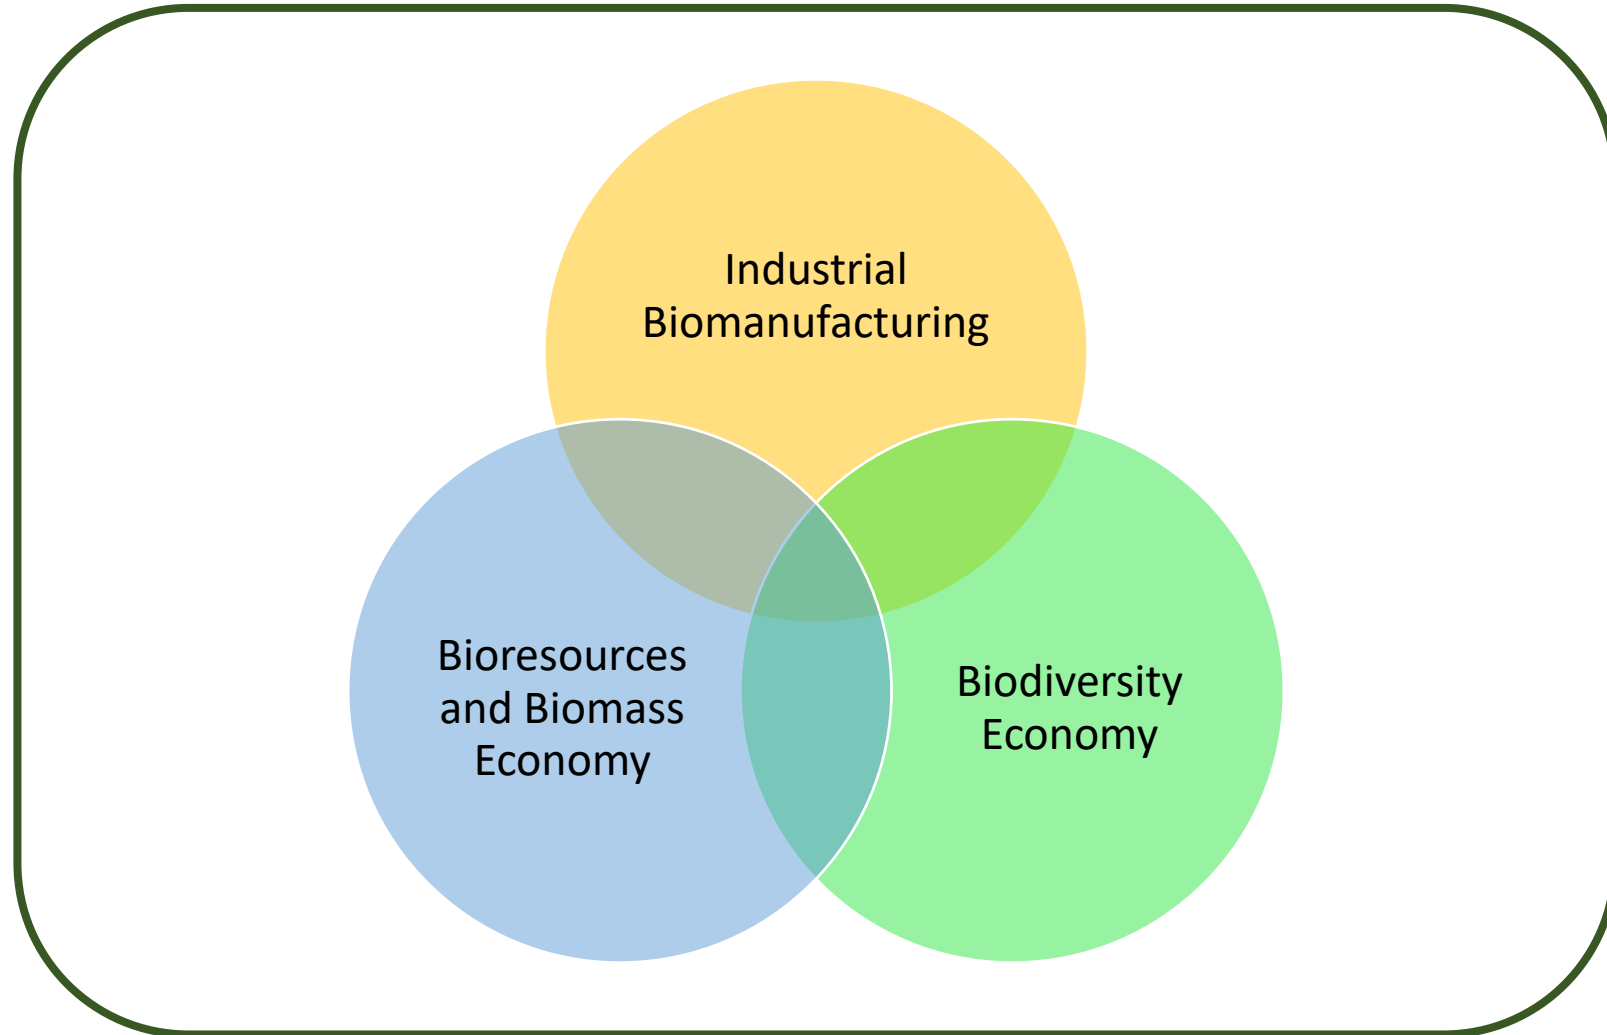 Industrial
Biomanufacturing
Bioresources
and Biomass
Economy
Biodiversity
Economy